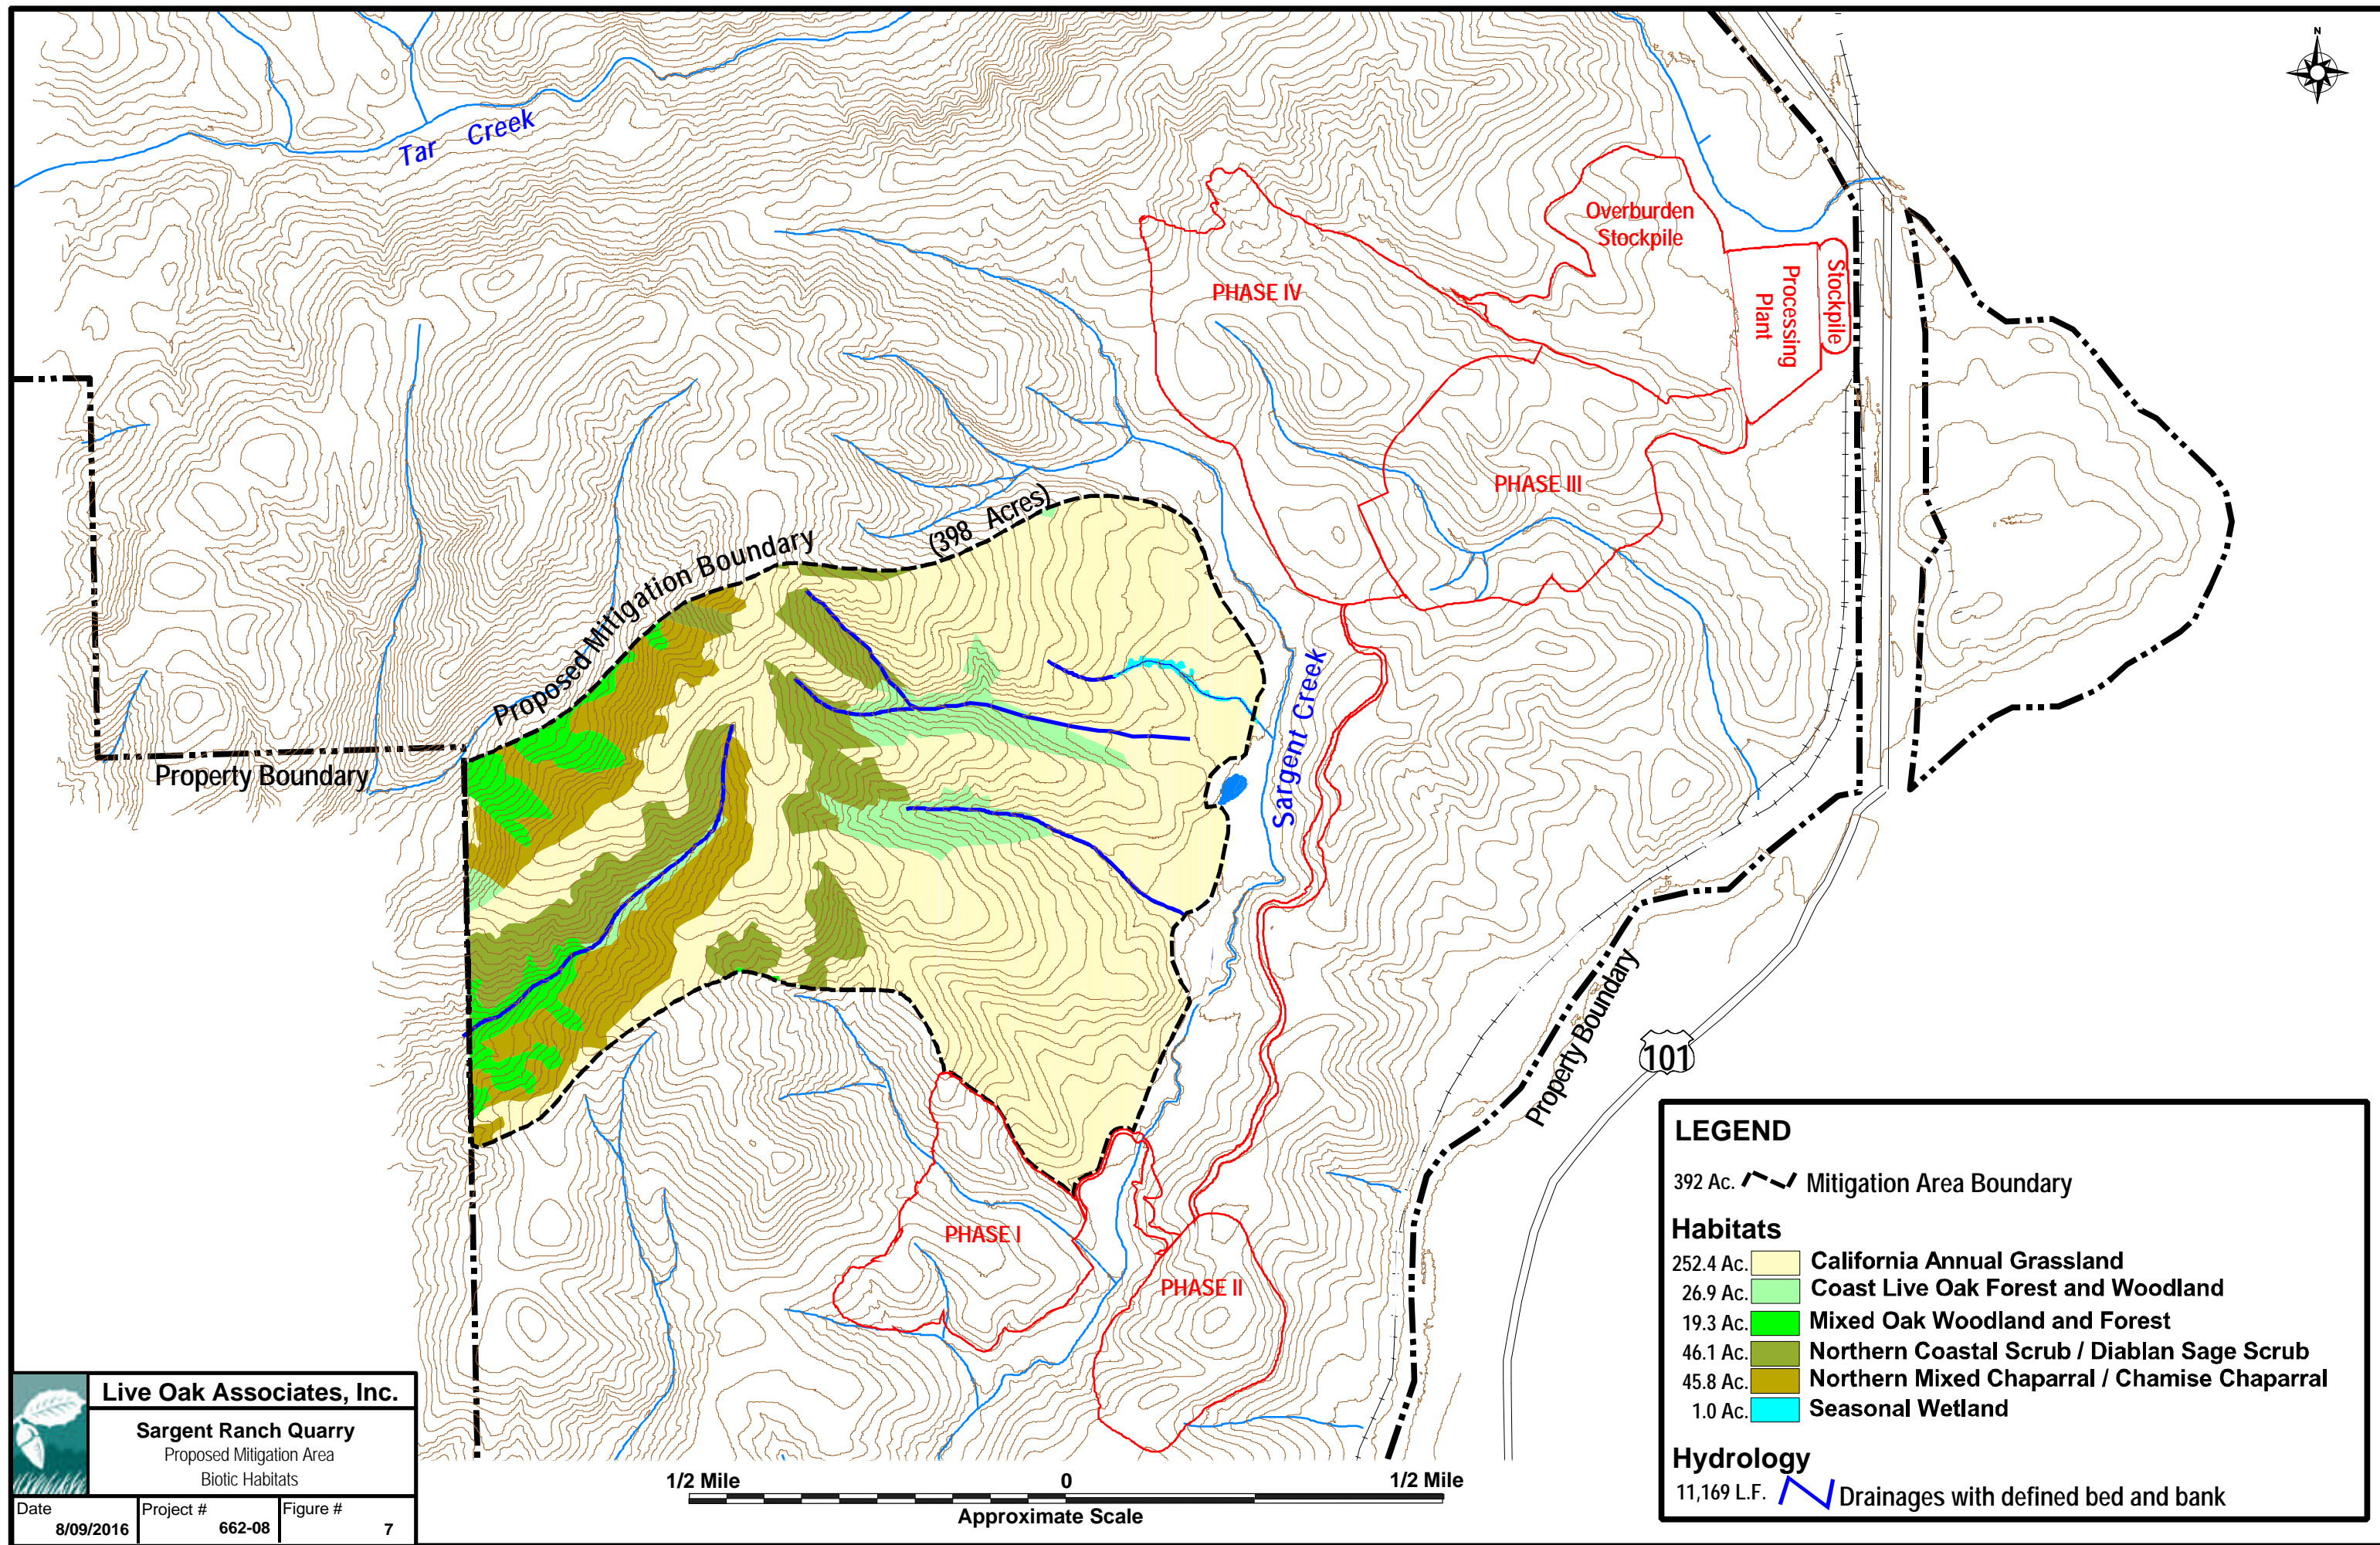 N
Tar Creek
Overburden
Stockpile
Processing
Plant
Stockpile
PHASE IV
PHASE III
(398 Acres)
Proposed Mitigation Boundary
Property Boundary
Sargent Creek
Property Boundary
101
PHASE I
PHASE II
LEGEND
392 Ac. Mitigation Area Boundary
Habitats
252.4 Ac. California Annual Grassland
26.9 Ac. Coast Live Oak Forest and Woodland
19.3 Ac. Mixed Oak Woodland and Forest
46.1 Ac. Northern Coastal Scrub / Diablan Sage Scrub
45.8 Ac. Northern Mixed Chaparral / Chamise Chaparral
1.0 Ac. Seasonal Wetland
Hydrology
11,169 L.F. Drainages with defined bed and bank
Live Oak Associates, Inc.
Sargent Ranch Quarry
Proposed Mitigation Area
Biotic Habitats
Date Project # Figure #
8/09/2016 662-08 7
1/2 Mile 0 1/2 Mile
Approximate Scale